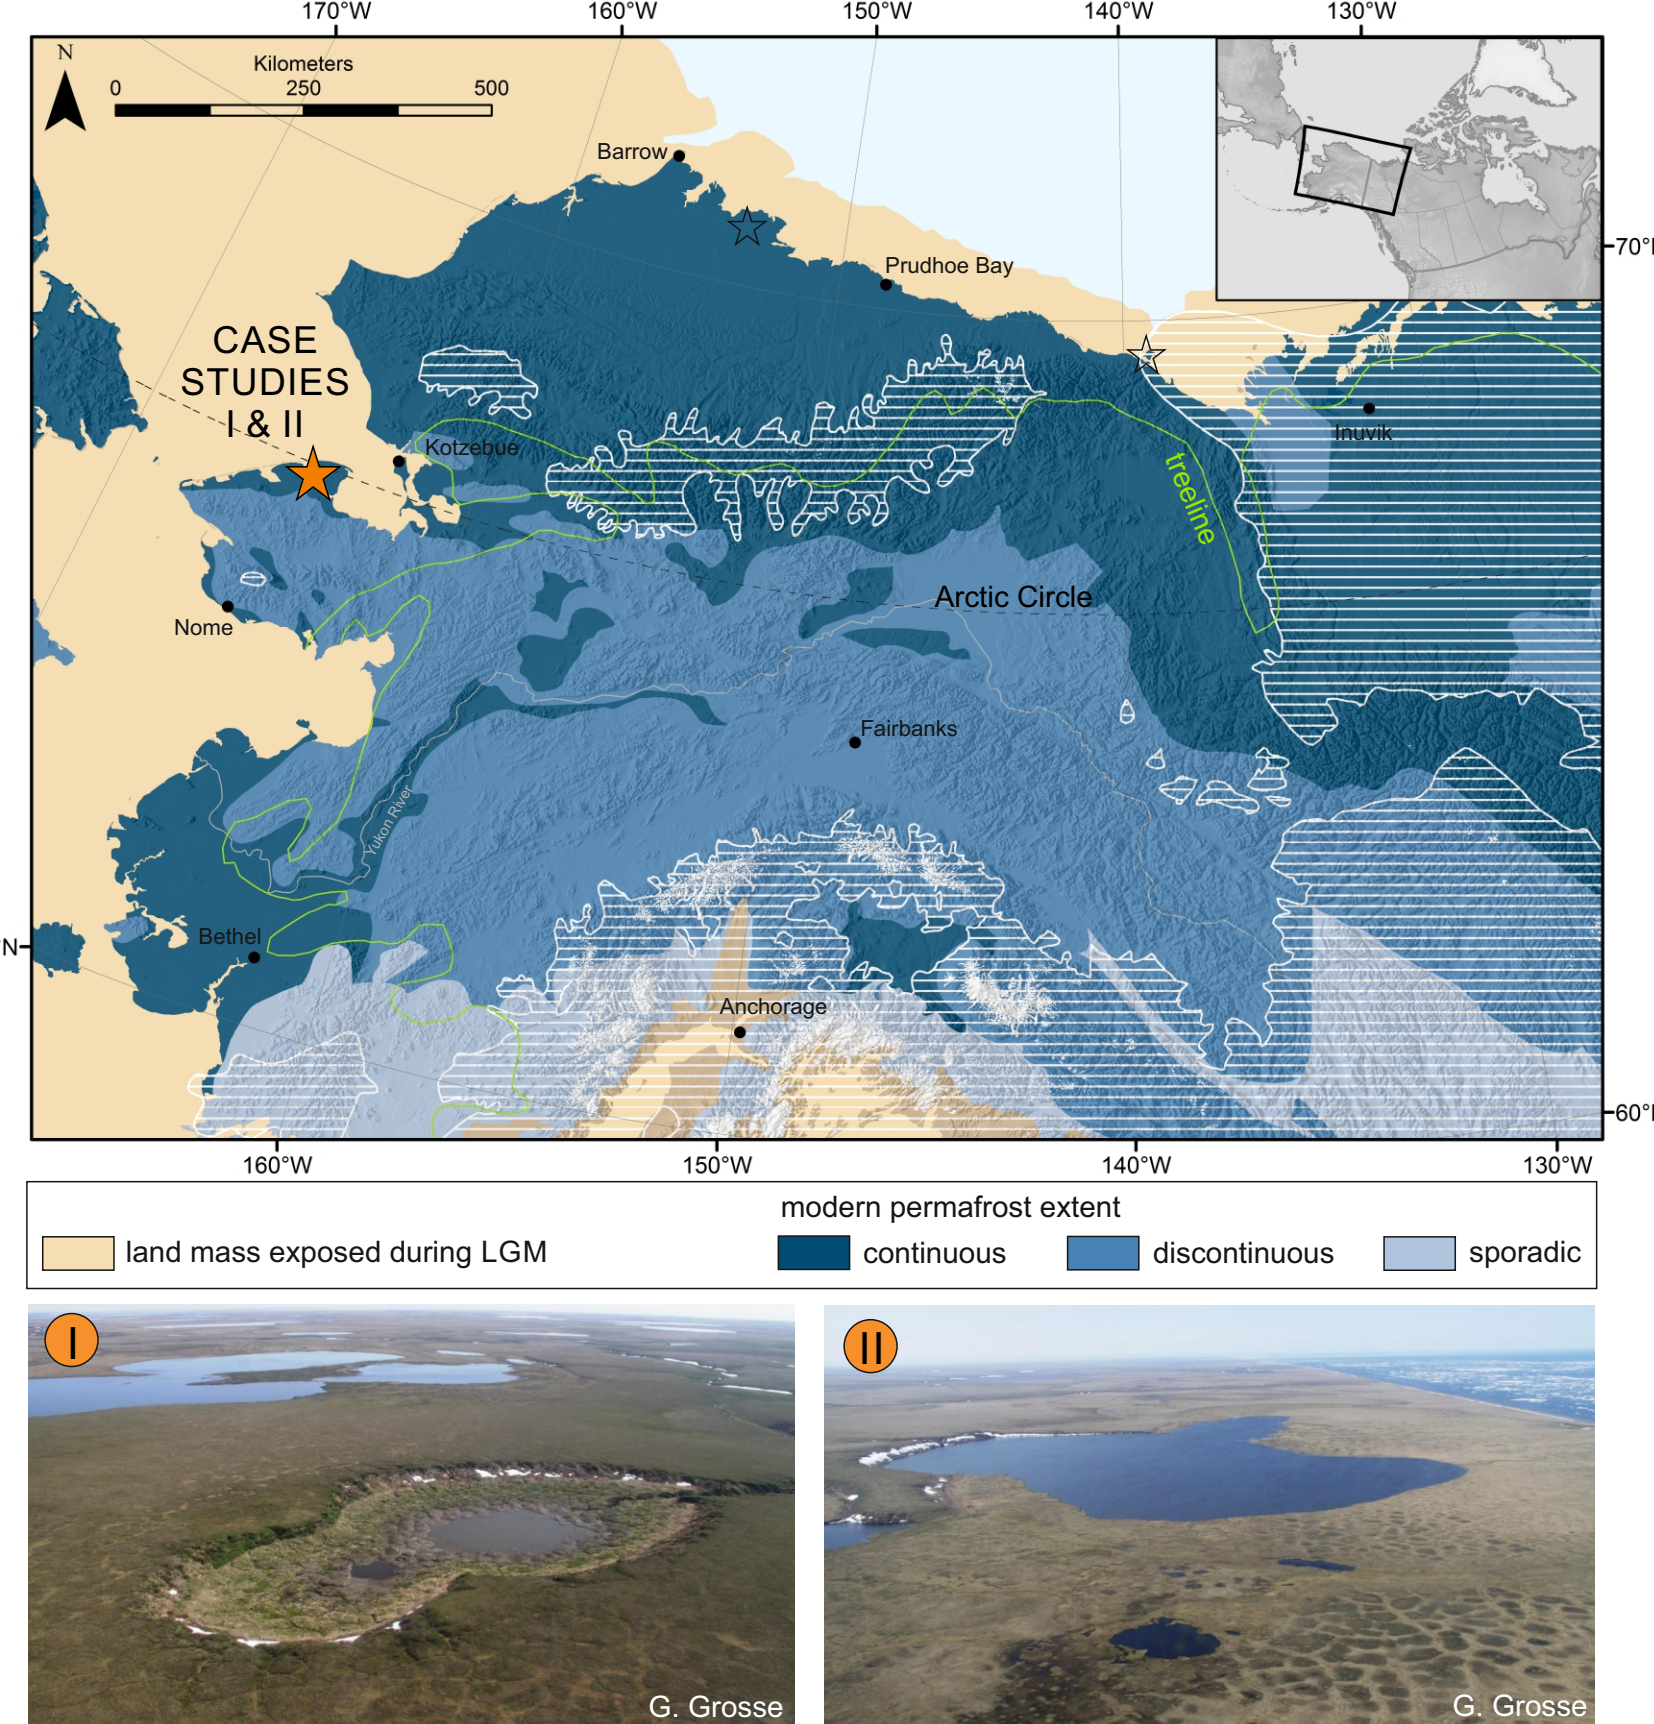 170°W 160°W 150°W 140°W 130°W
N
Kilometers
0 250 500
Barrow
70°
Prudhoe Bay
CASE
STUDIES
I & II
Kotzebue
Inuvik
treeline
Arctic Circle
Nome
Fairbanks
Yukon River
Bethel
°N
Anchorage
60°
160°W 150°W 140°W 130°W
modern permafrost extent
land mass exposed during LGM continuous discontinuous sporadic
I
II
G. Grosse
G. Grosse